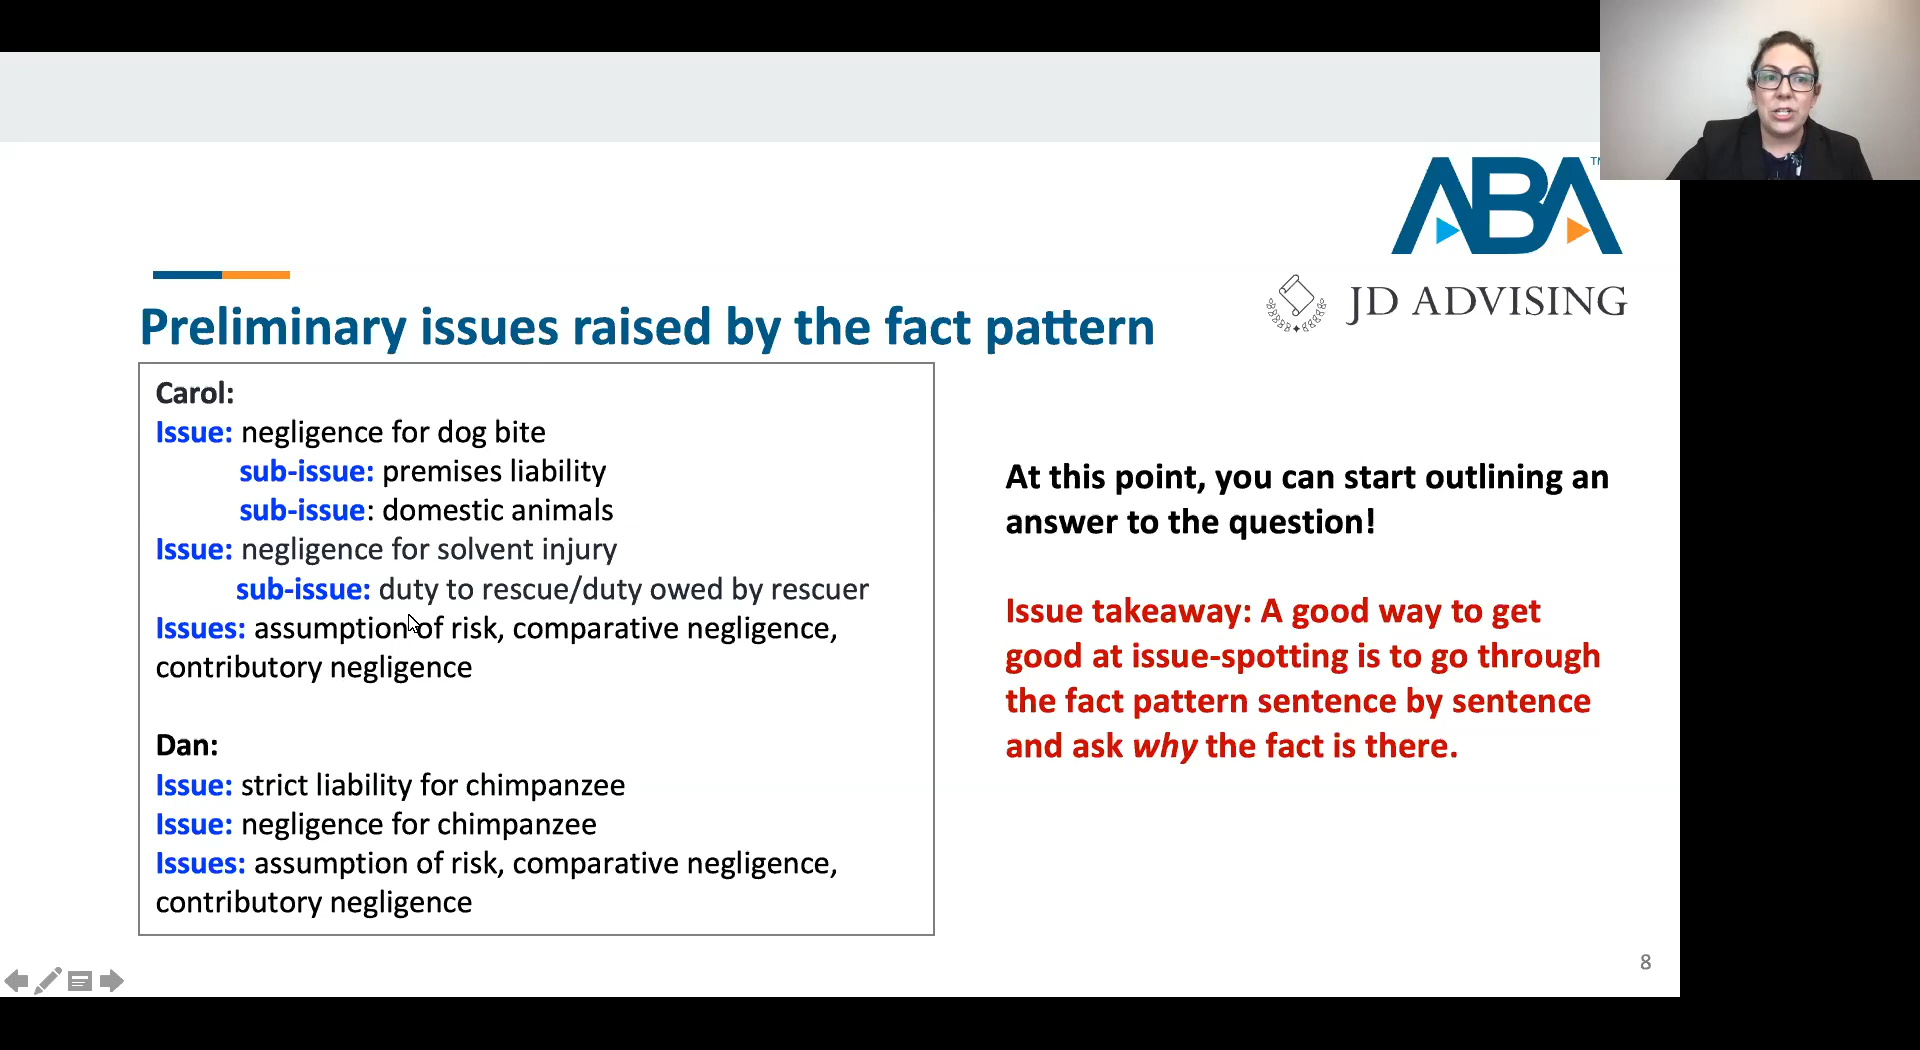 ABA
TM
JD ADVISING
Preliminary issues raised by the fact pattern
Carol:
Issue: negligence for dog bite
sub-issue: premises liability
sub-issue: domestic animals
Issue: negligence for solvent injury
sub-issue: duty to rescue/duty owed by rescuer
Issues: assumption of risk, comparative negligence,
contributory negligence
Dan:
Issue: strict liability for chimpanzee
Issue: negligence for chimpanzee
Issues: assumption of risk, comparative negligence,
contributory negligence
At this point, you can start outlining an
answer to the question!
Issue takeaway: A good way to get
good at issue-spotting is to go through
the fact pattern sentence by sentence
and ask why the fact is there.
8